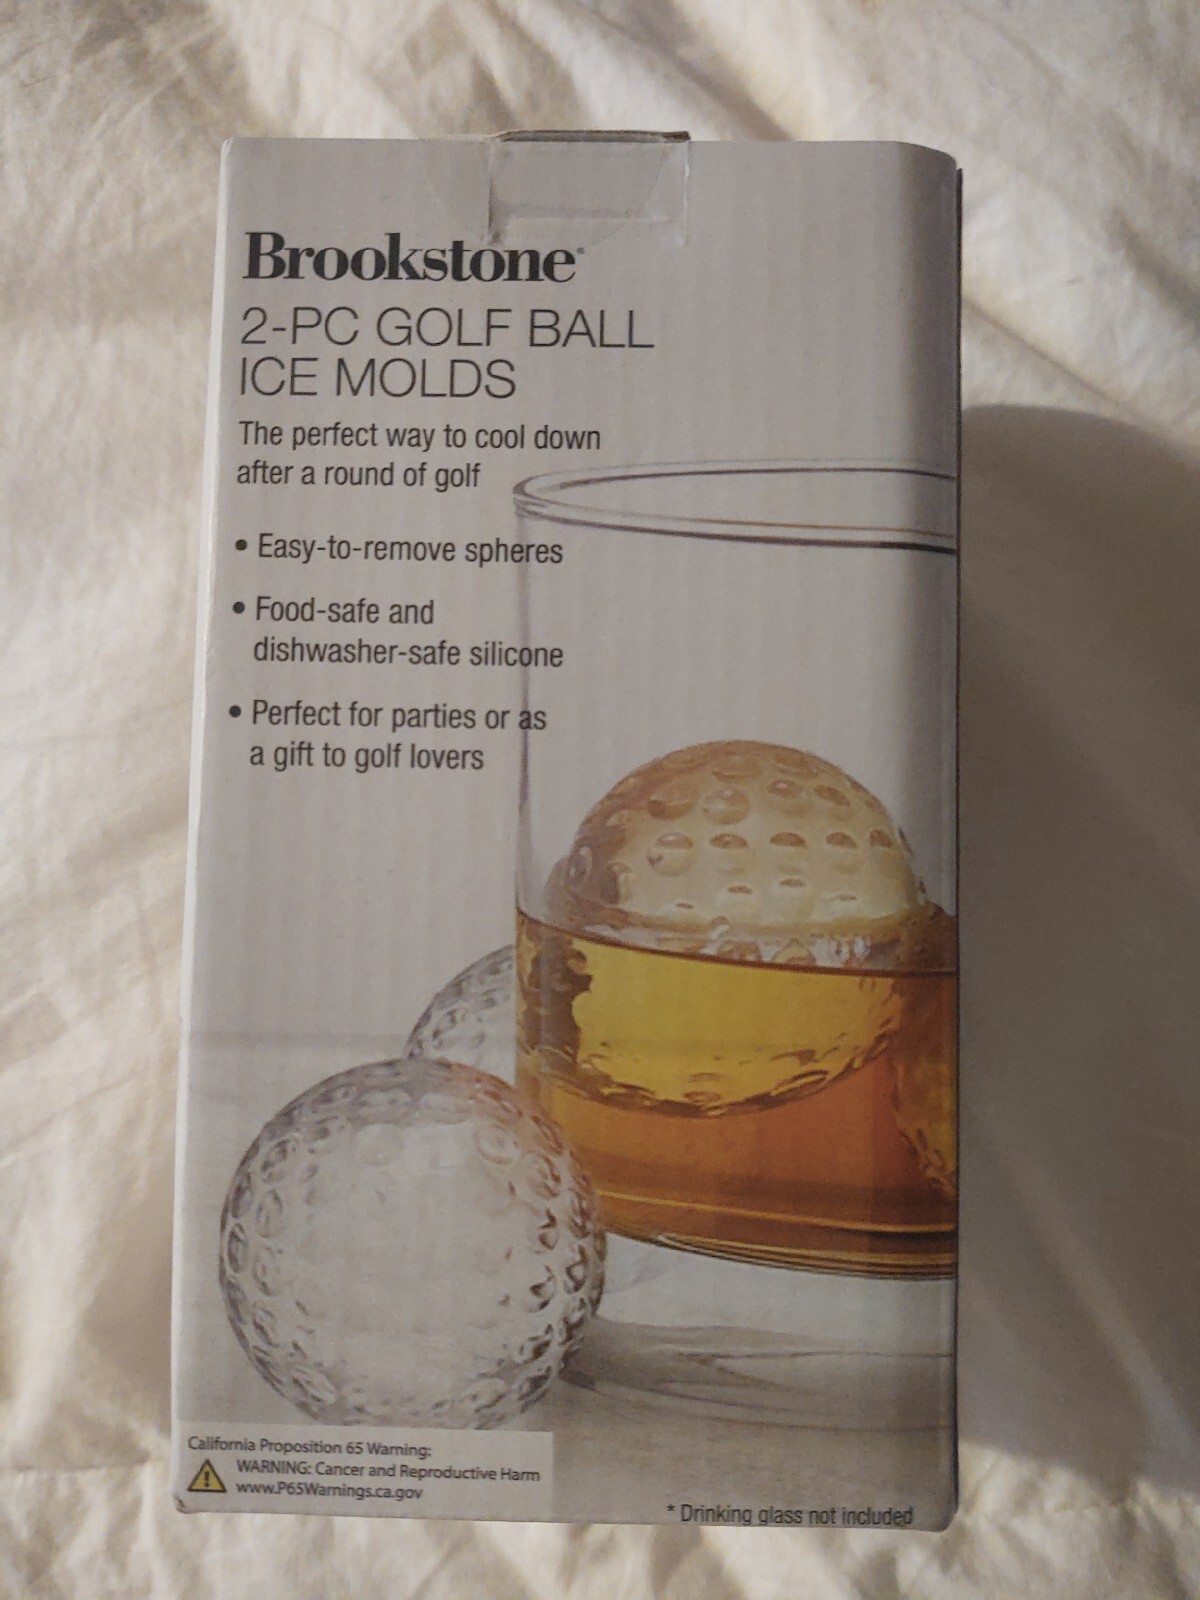 Brookstone®
2-PC GOLF BALL
ICE MOLDS
The perfect way to cool down
after a round of golf
• Easy-to-remove spheres
• Food-safe and
dishwasher-safe silicone
• Perfect for parties or as
a gift to golf lovers
California Proposition 65 Warning:
WARNING: Cancer and Reproductive Harm
www.P65Warnings.ca.gov
* Drinking glass not included